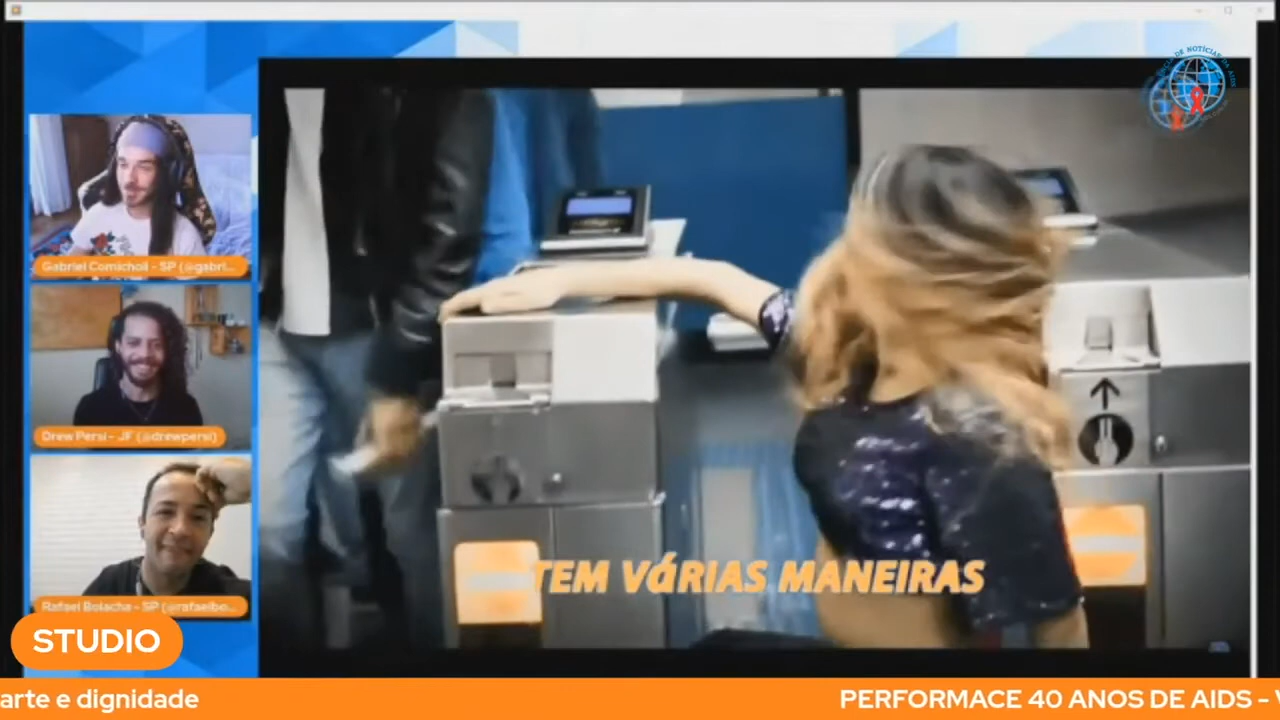 Gabriel Comicholi - SP (@gabri...
Drew Persi - JF (@drewpersi)
Rafael Bolacha - SP (@rafaelbo...
STUDIO
TEM VáRIAS MANEIRAS
arte e dignidade
PERFORMACE 40 ANOS DE AIDS - V